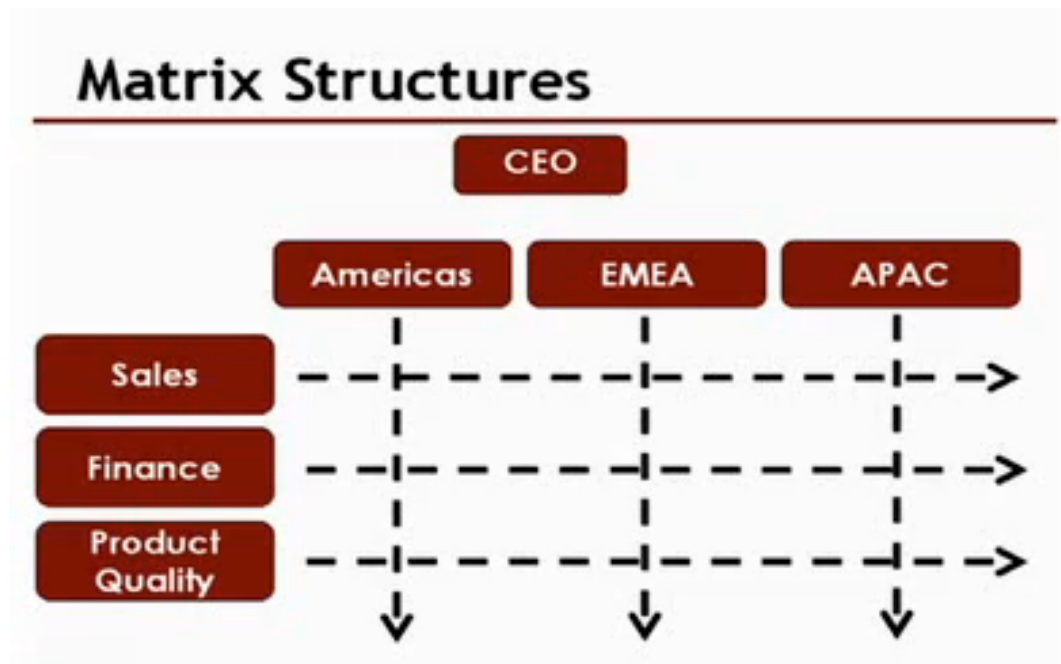 Matrix Structures
CEO
Americas EMEA APAC
Sales
Finance
Product
Quality